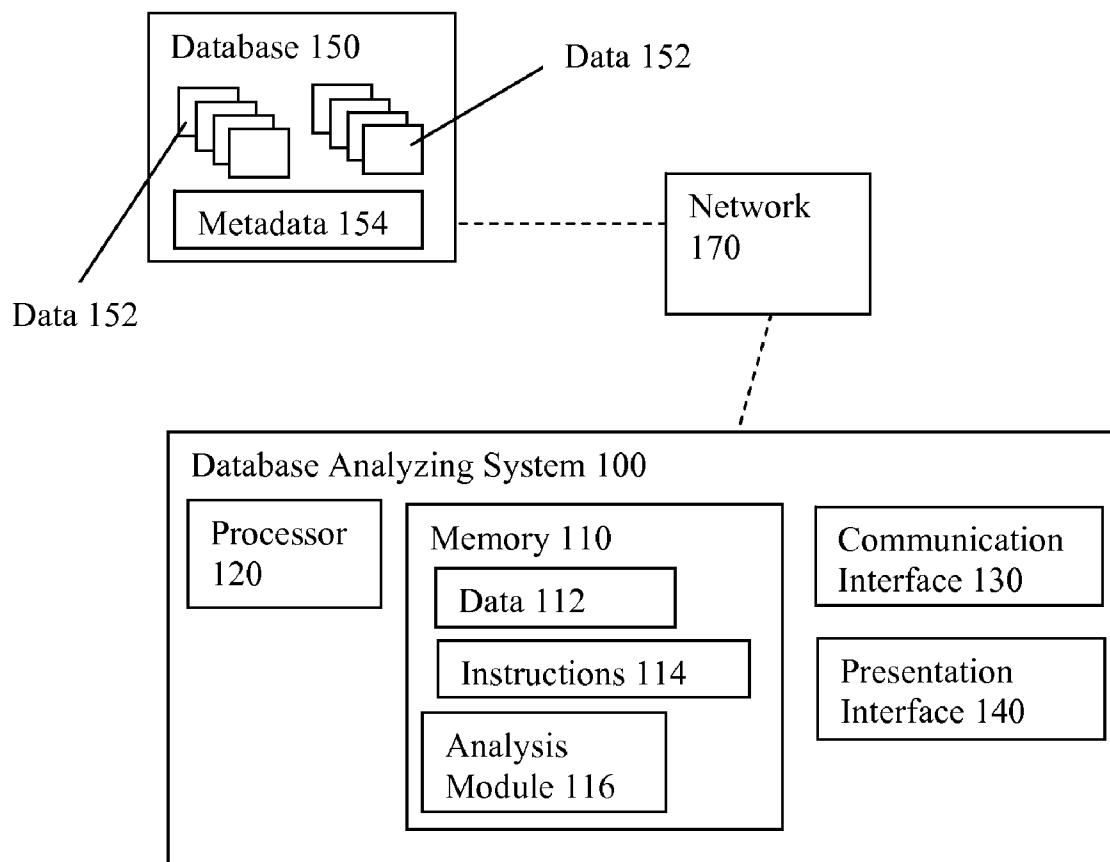 Database 150
Data 152
Metadata 154
Data 152
Network
170
Database Analyzing System 100
Processor
120
Memory 110
Data 112
Instructions 114
Analysis
Module 116
Communication
Interface 130
Presentation
Interface 140